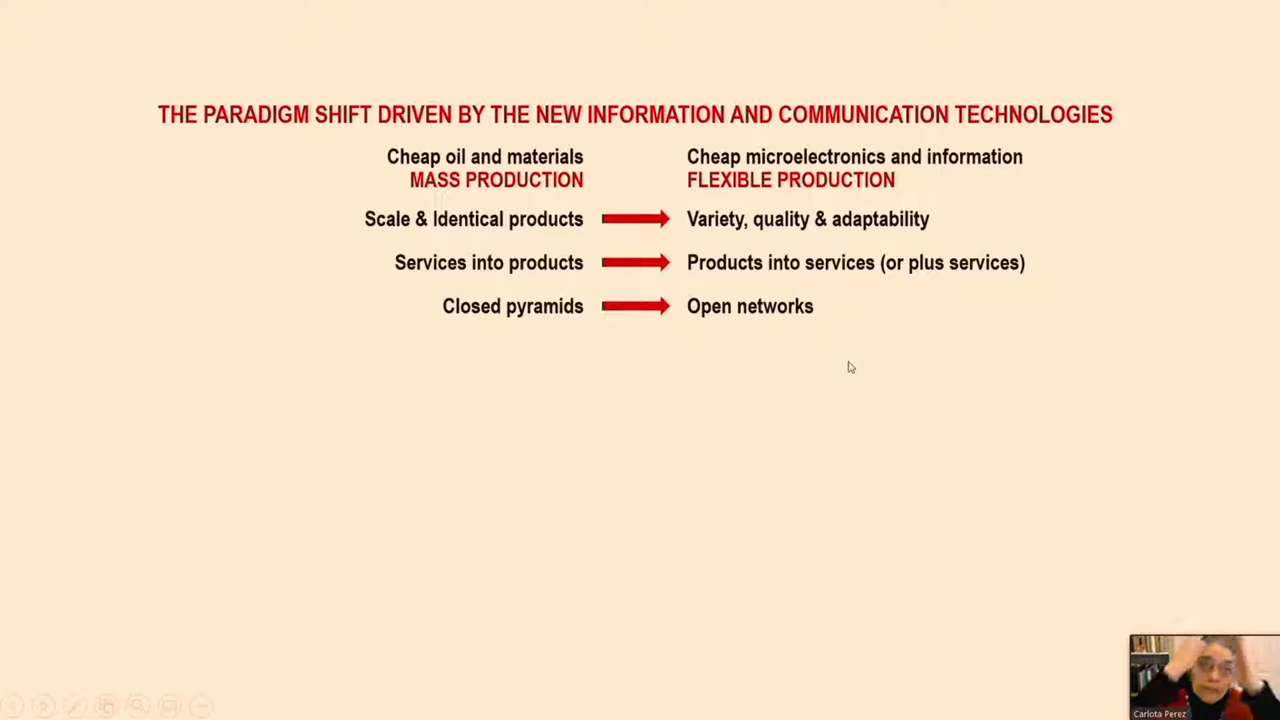 THE PARADIGM SHIFT DRIVEN BY THE NEW INFORMATION AND COMMUNICATION TECHNOLOGIES
Cheap oil and materials
MASS PRODUCTION
Cheap microelectronics and information
FLEXIBLE PRODUCTION
Scale & Identical products
Variety, quality & adaptability
Services into products
Products into services (or plus services)
Closed pyramids
Open networks
Carlota Perez